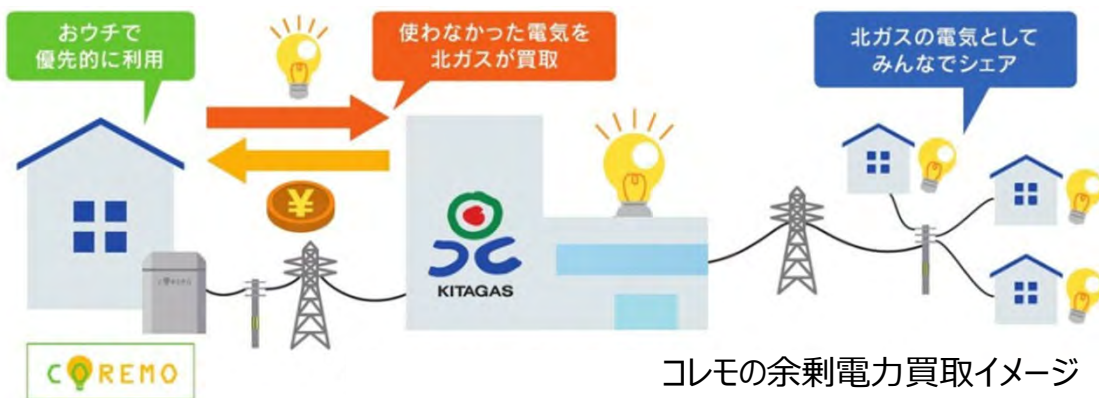 おウチで
優先的に利用
使わなかった電気を
北ガスが買取
北ガスの電気として
みんなでシェア
¥
KITAGAS
COREMO
COREMO
コレモの余剰電力買取イメージ